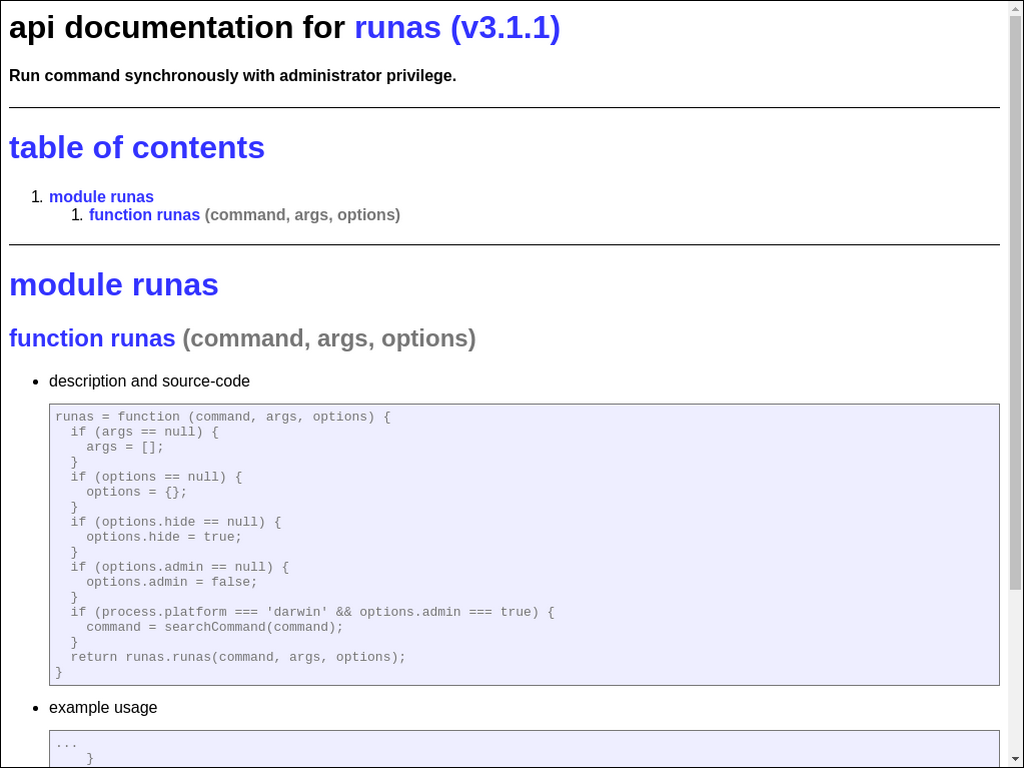 api documentation for runas (v3.1.1)
Run command synchronously with administrator privilege.
table of contents
1. module runas
1. function runas (command, args, options)
module runas
function runas (command, args, options)
• description and source-code
runas = function (command, args, options) {
  if (args == null) {
    args = [];
  }
  if (options == null) {
    options = {};
  }
  if (options.hide == null) {
    options.hide = true;
  }
  if (options.admin == null) {
    options.admin = false;
  }
  if (process.platform === 'darwin' && options.admin === true) {
    command = searchCommand(command);
  }
  return runas.runas(command, args, options);
}
• example usage
...
    }